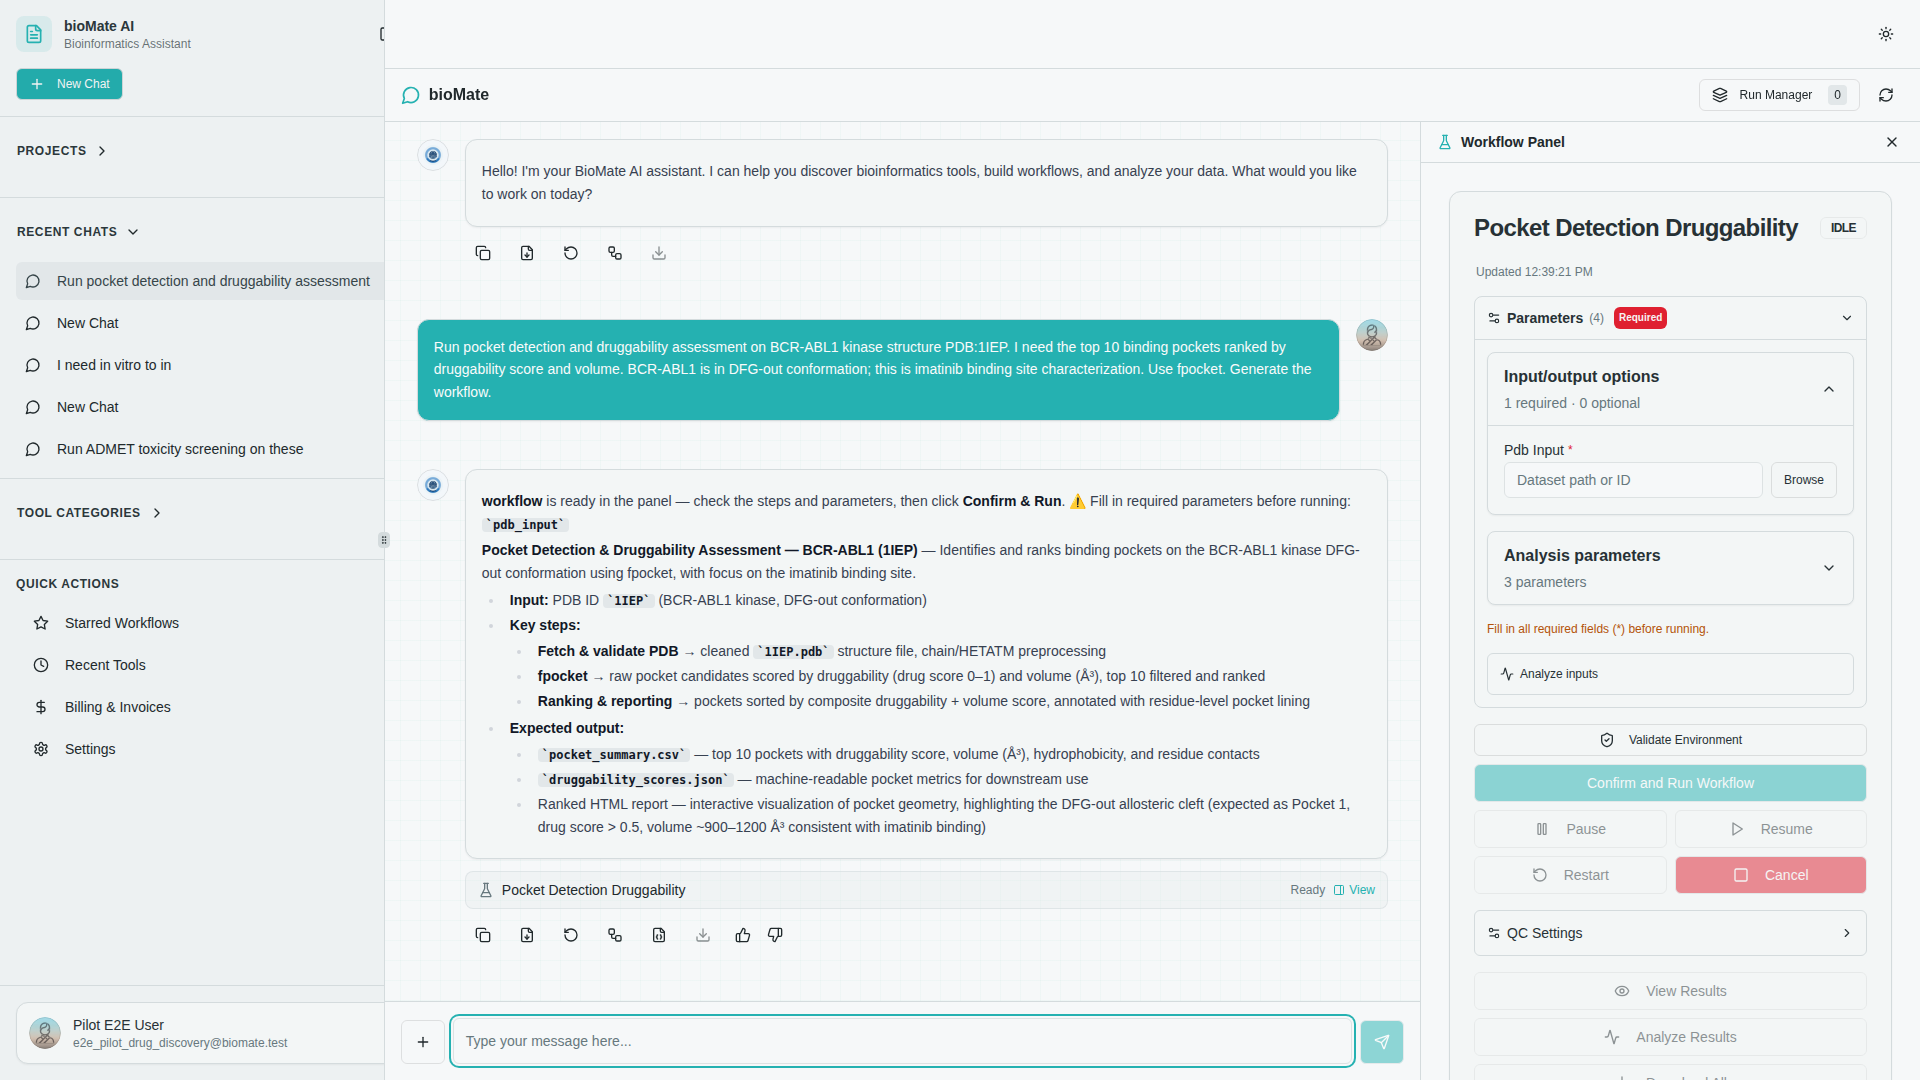 bioMate AI
Bioinformatics Assistant
New Chat
PROJECTS
RECENT CHATS
Run pocket detection and druggability assessment
New Chat
I need in vitro to in
New Chat
Run ADMET toxicity screening on these
TOOL CATEGORIES
QUICK ACTIONS
Starred Workflows
Recent Tools
Billing & Invoices
Settings
Pilot E2E User
e2e_pilot_drug_discovery@biomate.test
bioMate
Run Manager 0
Hello! I'm your BioMate AI assistant. I can help you discover bioinformatics tools, build workflows, and analyze your data. What would you like
to work on today?
Run pocket detection and druggability assessment on BCR-ABL1 kinase structure PDB:1IEP. I need the top 10 binding pockets ranked by
druggability score and volume. BCR-ABL1 is in DFG-out conformation; this is imatinib binding site characterization. Use fpocket. Generate the
workflow.
workflow is ready in the panel — check the steps and parameters, then click Confirm & Run. ⚠️ Fill in required parameters before running:
`pdb_input`
Pocket Detection & Druggability Assessment — BCR-ABL1 (1IEP) — Identifies and ranks binding pockets on the BCR-ABL1 kinase DFG-
out conformation using fpocket, with focus on the imatinib binding site.
Input: PDB ID `1IEP` (BCR-ABL1 kinase, DFG-out conformation)
Key steps:
Fetch & validate PDB → cleaned `1IEP.pdb` structure file, chain/HETATM preprocessing
fpocket → raw pocket candidates scored by druggability (drug score 0–1) and volume (Å³), top 10 filtered and ranked
Ranking & reporting → pockets sorted by composite druggability + volume score, annotated with residue-level pocket lining
Expected output:
`pocket_summary.csv` — top 10 pockets with druggability score, volume (Å³), hydrophobicity, and residue contacts
`druggability_scores.json` — machine-readable pocket metrics for downstream use
Ranked HTML report — interactive visualization of pocket geometry, highlighting the DFG-out allosteric cleft (expected as Pocket 1,
drug score > 0.5, volume ~900–1200 Å³ consistent with imatinib binding)
Pocket Detection Druggability
Ready View
Type your message here...
Workflow Panel
Pocket Detection Druggability IDLE
Updated 12:39:21 PM
Parameters (4) Required
Input/output options
1 required · 0 optional
Pdb Input *
Dataset path or ID
Browse
Analysis parameters
3 parameters
Fill in all required fields (*) before running.
Analyze inputs
Validate Environment
Confirm and Run Workflow
Pause
Resume
Restart
Cancel
QC Settings
View Results
Analyze Results